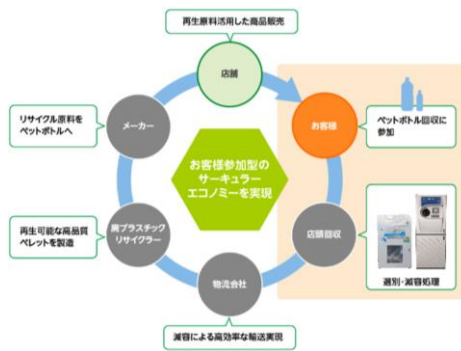 再生原料活用した商品販売
店舗
リサイクル原料を
ペットボトルへ
メーカー
お客様
ペットボトル回収に
参加
お客様参加型の
サーキュラー
エコノミーを実現
再生可能な高品質
ペレットを製造
廃プラスチック
リサイクラー
店頭回収
選別・減容処理
物流会社
減容による高効率な輸送実現